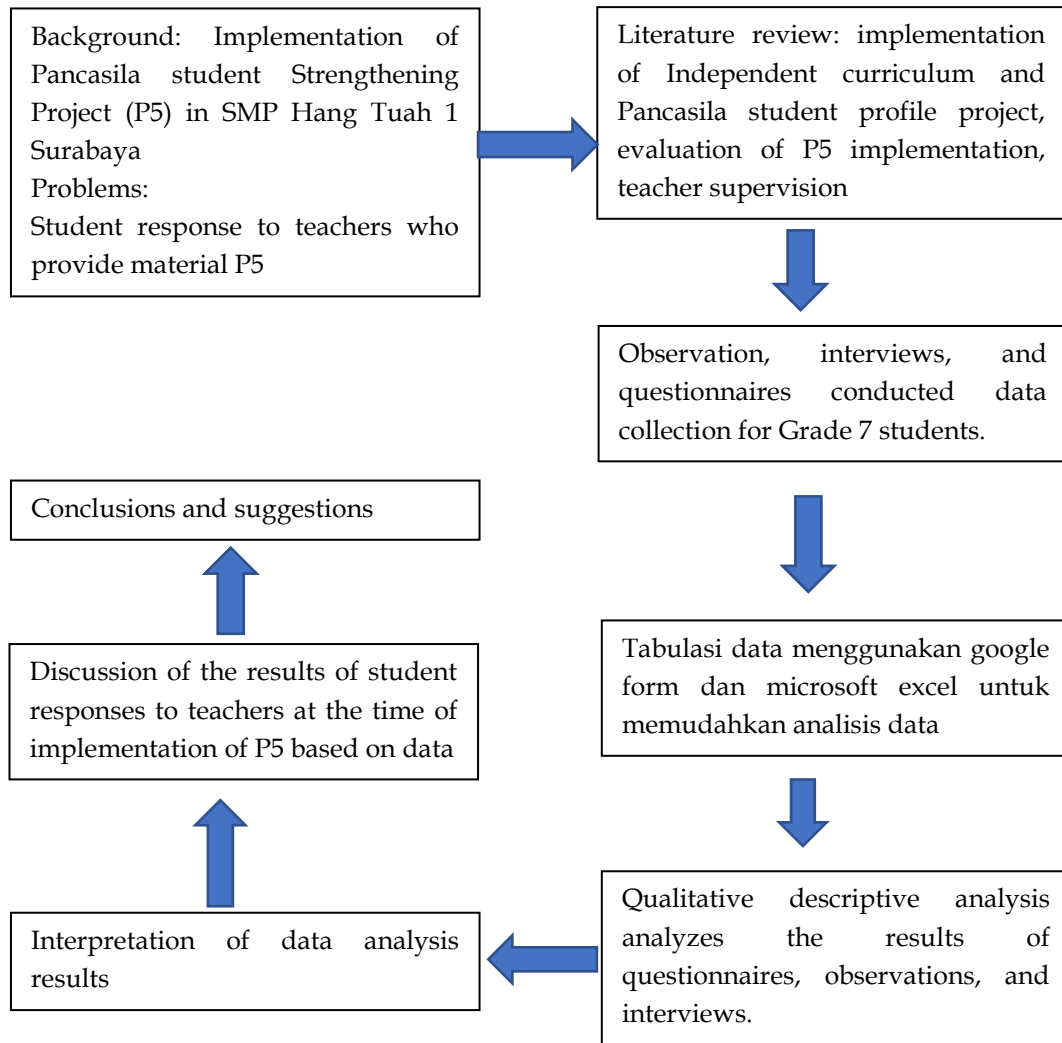 Background: Implementation of
Pancasila student Strengthening
Project (P5) in SMP Hang Tuah 1
Surabaya
Problems:
Student response to teachers who
provide material P5
Literature review: implementation
of Independent curriculum and
Pancasila student profile project,
evaluation of P5 implementation,
teacher supervision
Observation, interviews, and
questionnaires conducted data
collection for Grade 7 students.
Tabulasi data menggunakan google
form dan microsoft excel untuk
memudahkan analisis data
Qualitative descriptive analysis
analyzes the results of
questionnaires, observations, and
interviews.
Interpretation of data analysis
results
Discussion of the results of student
responses to teachers at the time of
implementation of P5 based on data
Conclusions and suggestions